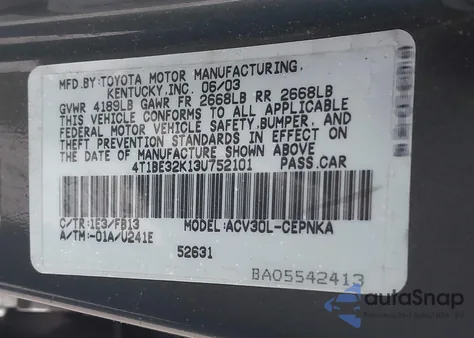 MFD.BY:TOYOTA MOTOR MANUFACTURING,
KENTUCKY,INC. 06/03
GVWR 4189LB GAWR FR 2668LB RR 2668LB
THIS VEHICLE CONFORMS TO ALL APPLICABLE
FEDERAL MOTOR VEHICLE SAFETY,BUMPER, AND
THEFT PREVENTION STANDARDS IN EFFECT ON
THE DATE OF MANUFACTURE SHOWN ABOVE.
4T1BE32K13U752101 PASS.CAR
C/TR:1E3/FB13 MODEL:ACV30L-CEPNKA
A/TM:-01A/U241E
52631
BA05542413
autaSnap